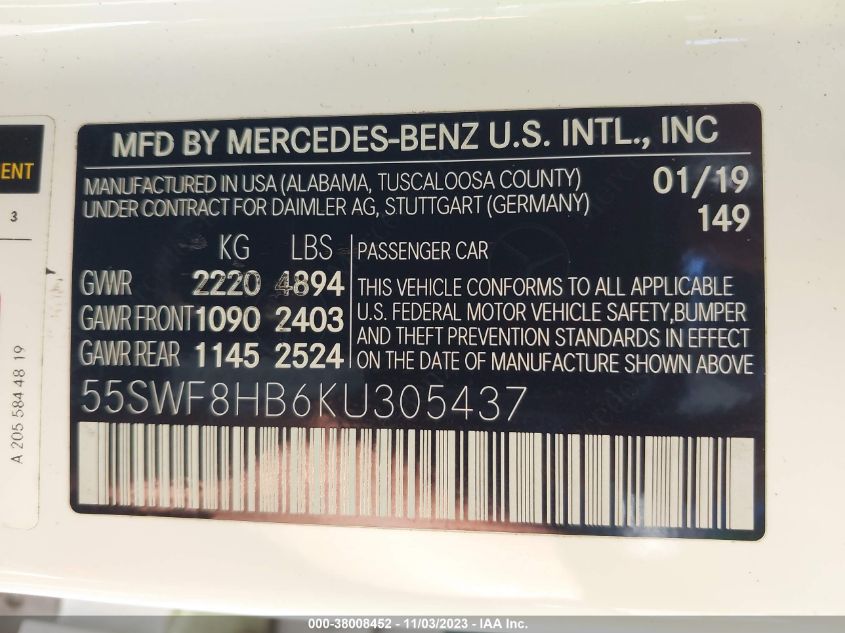 MFD BY MERCEDES-BENZ U.S. INTL., INC
MANUFACTURED IN USA (ALABAMA, TUSCALOOSA COUNTY) 01/19
UNDER CONTRACT FOR DAIMLER AG, STUTTGART (GERMANY) 149
KG LBS PASSENGER CAR
GVWR 2220 4894 THIS VEHICLE CONFORMS TO ALL APPLICABLE
GAWR FRONT 1090 2403 U.S. FEDERAL MOTOR VEHICLE SAFETY,BUMPER
AND THEFT PREVENTION STANDARDS IN EFFECT
GAWR REAR 1145 2524 ON THE DATE OF MANUFACTURE SHOWN ABOVE
55SWF8HB6KU305437
3
A 205 584 48 19
000-38008452 - 11/03/2023 - IAA Inc.